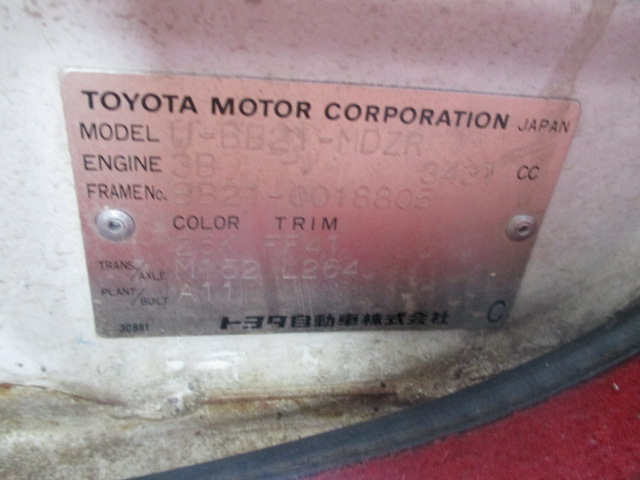 TOYOTA MOTOR CORPORATION JAPAN
MODEL U-BB21-MDZR
ENGINE 3B 3431 CC
FRAME No. BB21-0018805
COLOR TRIM
FF41
TRANS./AXLE M152 L264
PLANT/BUILT A11
トヨタ自動車株式会社 C
30881